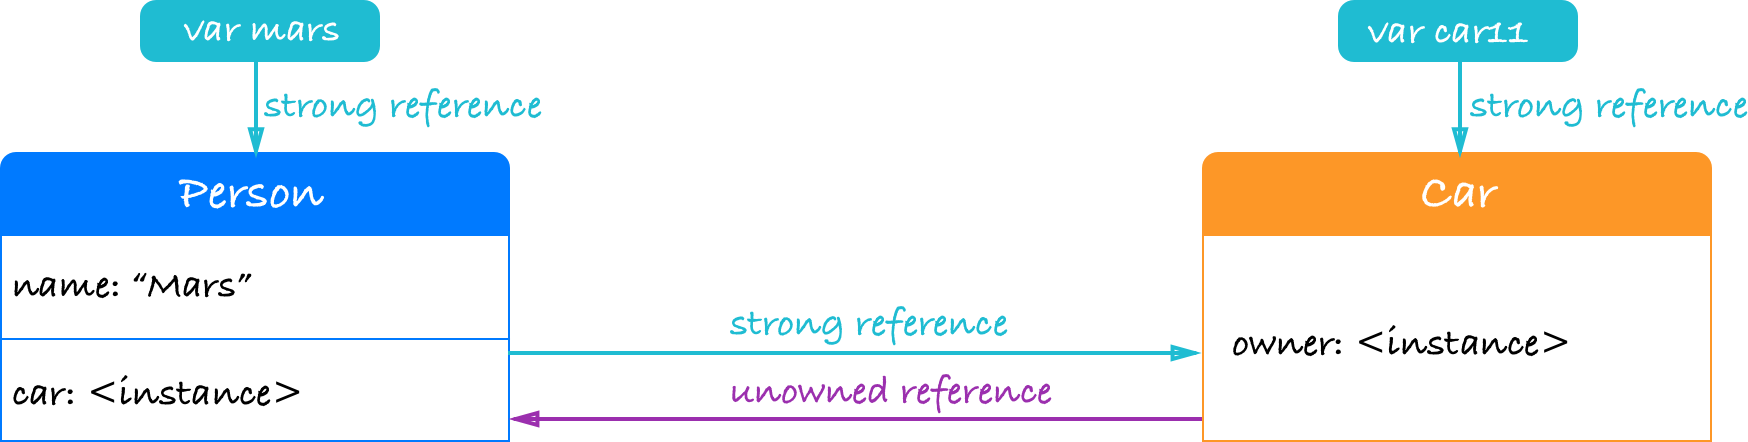 var mars
var car11
strong reference
strong reference
Person
Car
name: “Mars”
strong reference
owner: <instance>
car: <instance>
unowned reference